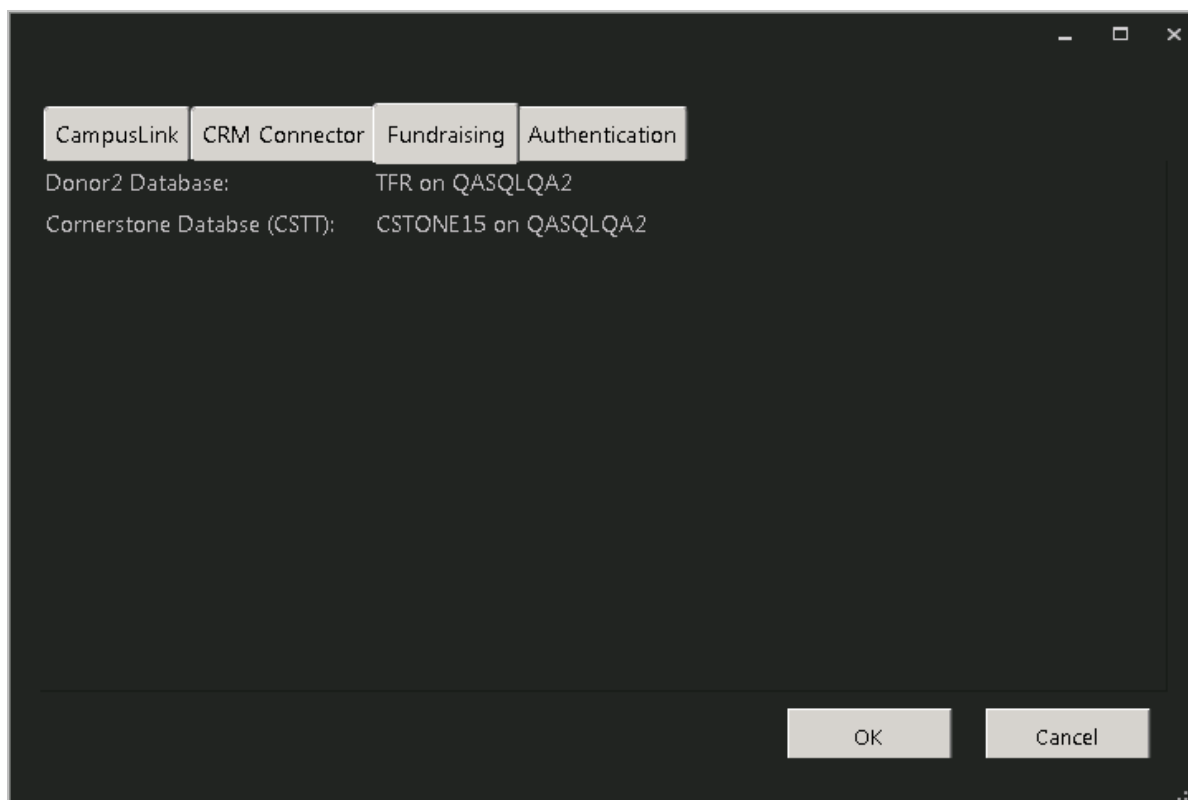 CampusLink CRM Connector Fundraising Authentication
Donor2 Database: TFR on QASQLQA2
Cornerstone Databse (CSTT): CSTONE15 on QASQLQA2
OK Cancel